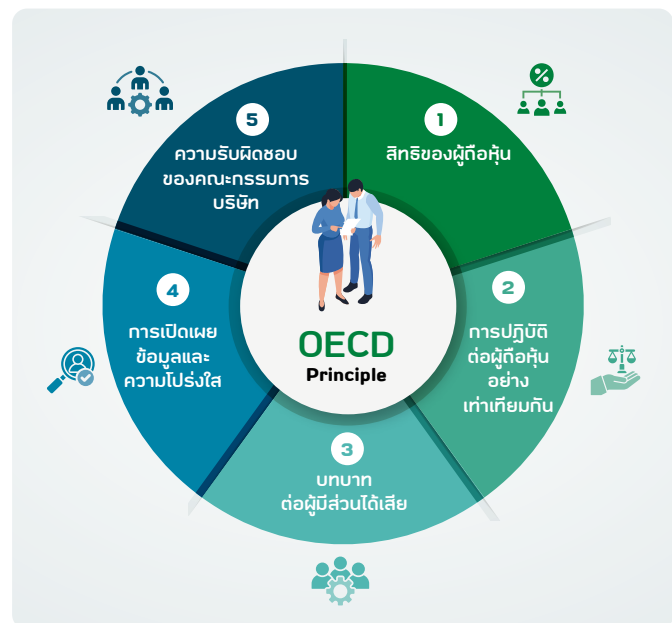 1
สิทธิของผู้ถือหุ้น
2
การปฏิบัติ
ต่อผู้ถือหุ้น
อย่าง
เท่าเทียมกัน
3
บทบาท
ต่อผู้มีส่วนได้เสีย
4
การเปิดเผย
ข้อมูลและ
ความโปร่งใส
5
ความรับผิดชอบ
ของคณะกรรมการ
บริษัท
OECD
Principle
%